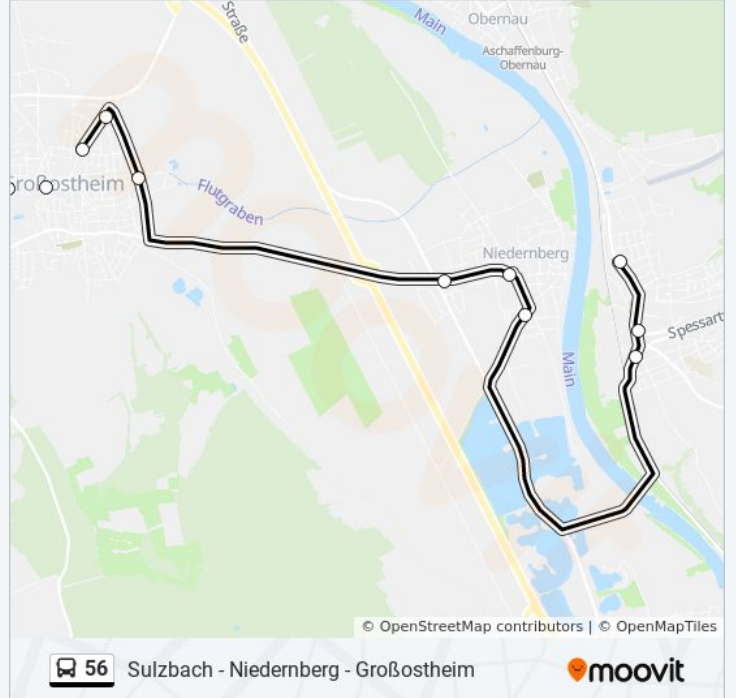 Straße
Main
Obernau
Aschaffenburg-
Obernau
Großostheim
Flutgraben
Niedernberg
Spessart
Main
© OpenStreetMap contributors | © OpenMapTiles
56 Sulzbach - Niedernberg - Großostheim
moovit